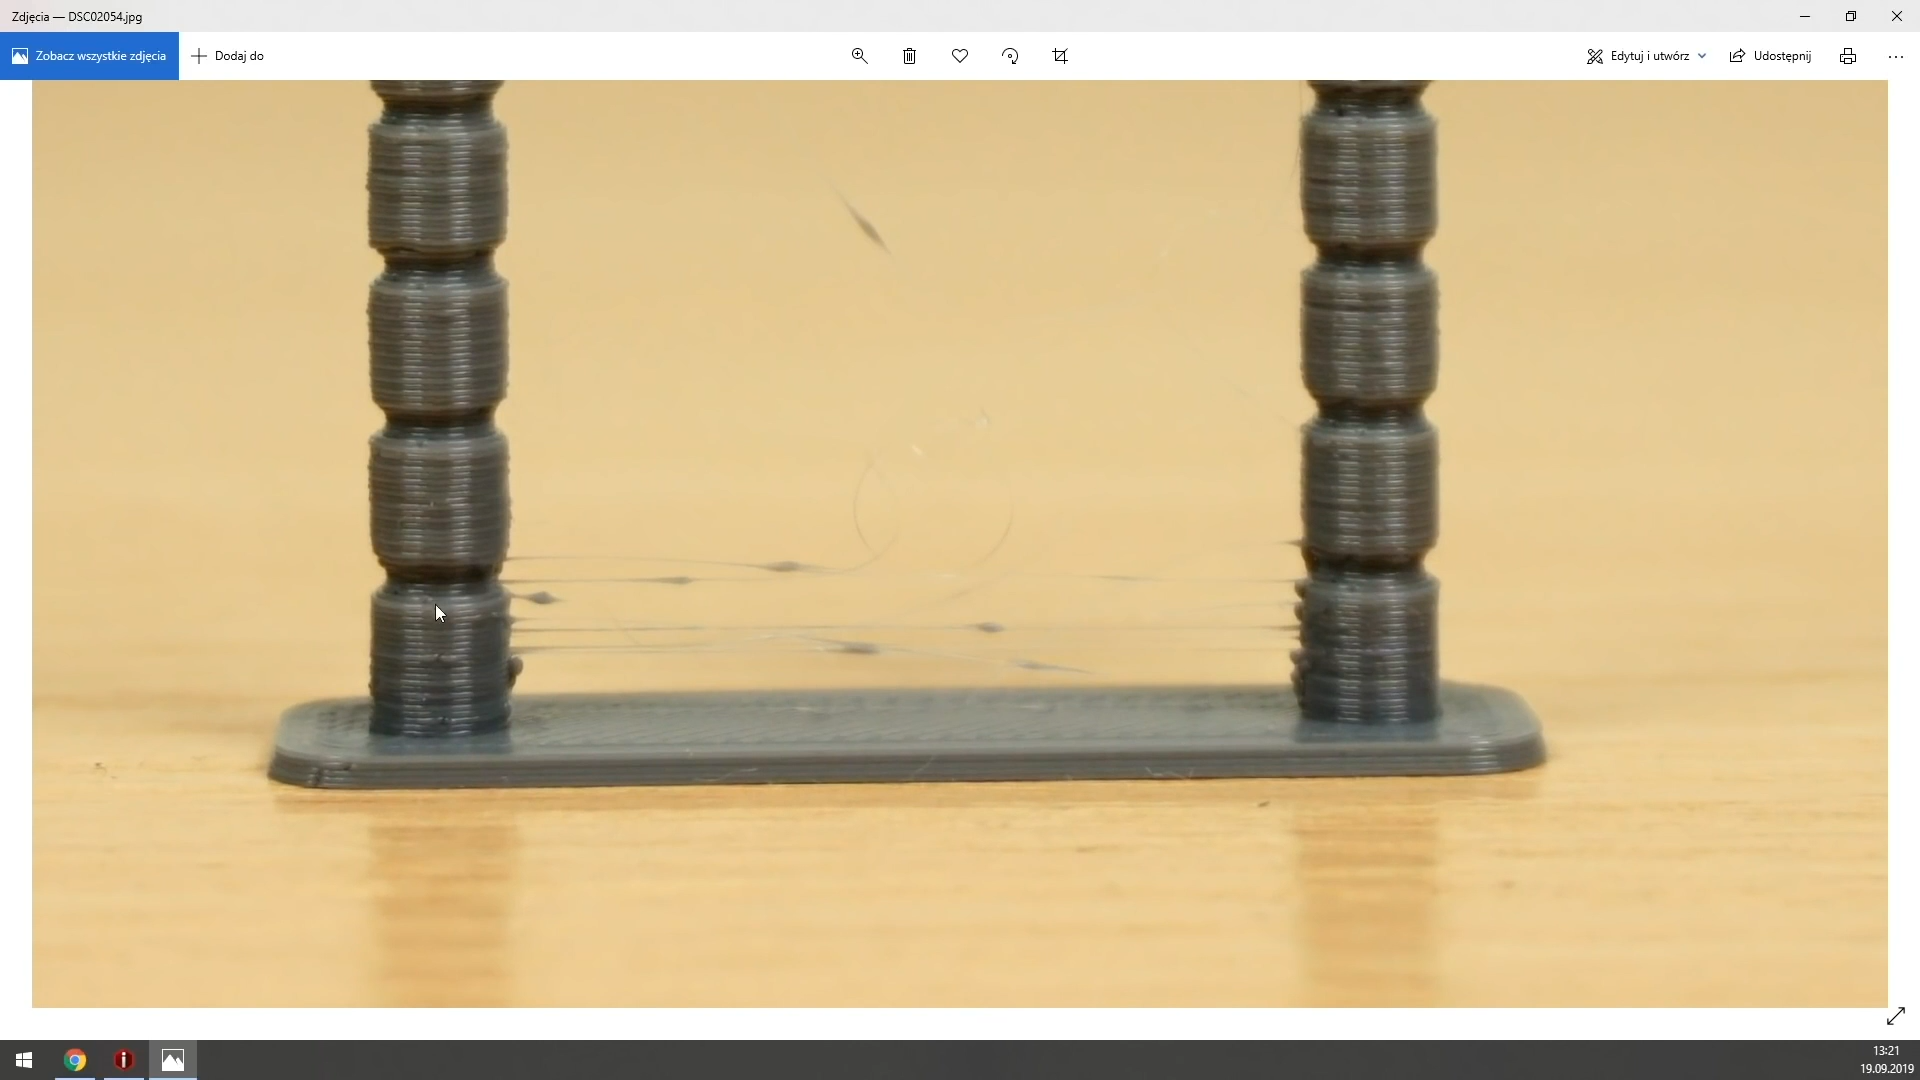 Zdjęcia — DSC02054.jpg
Zobacz wszystkie zdjęcia
Dodaj do
Edytuj i utwórz
Udostępnij
13:21
19.09.2019